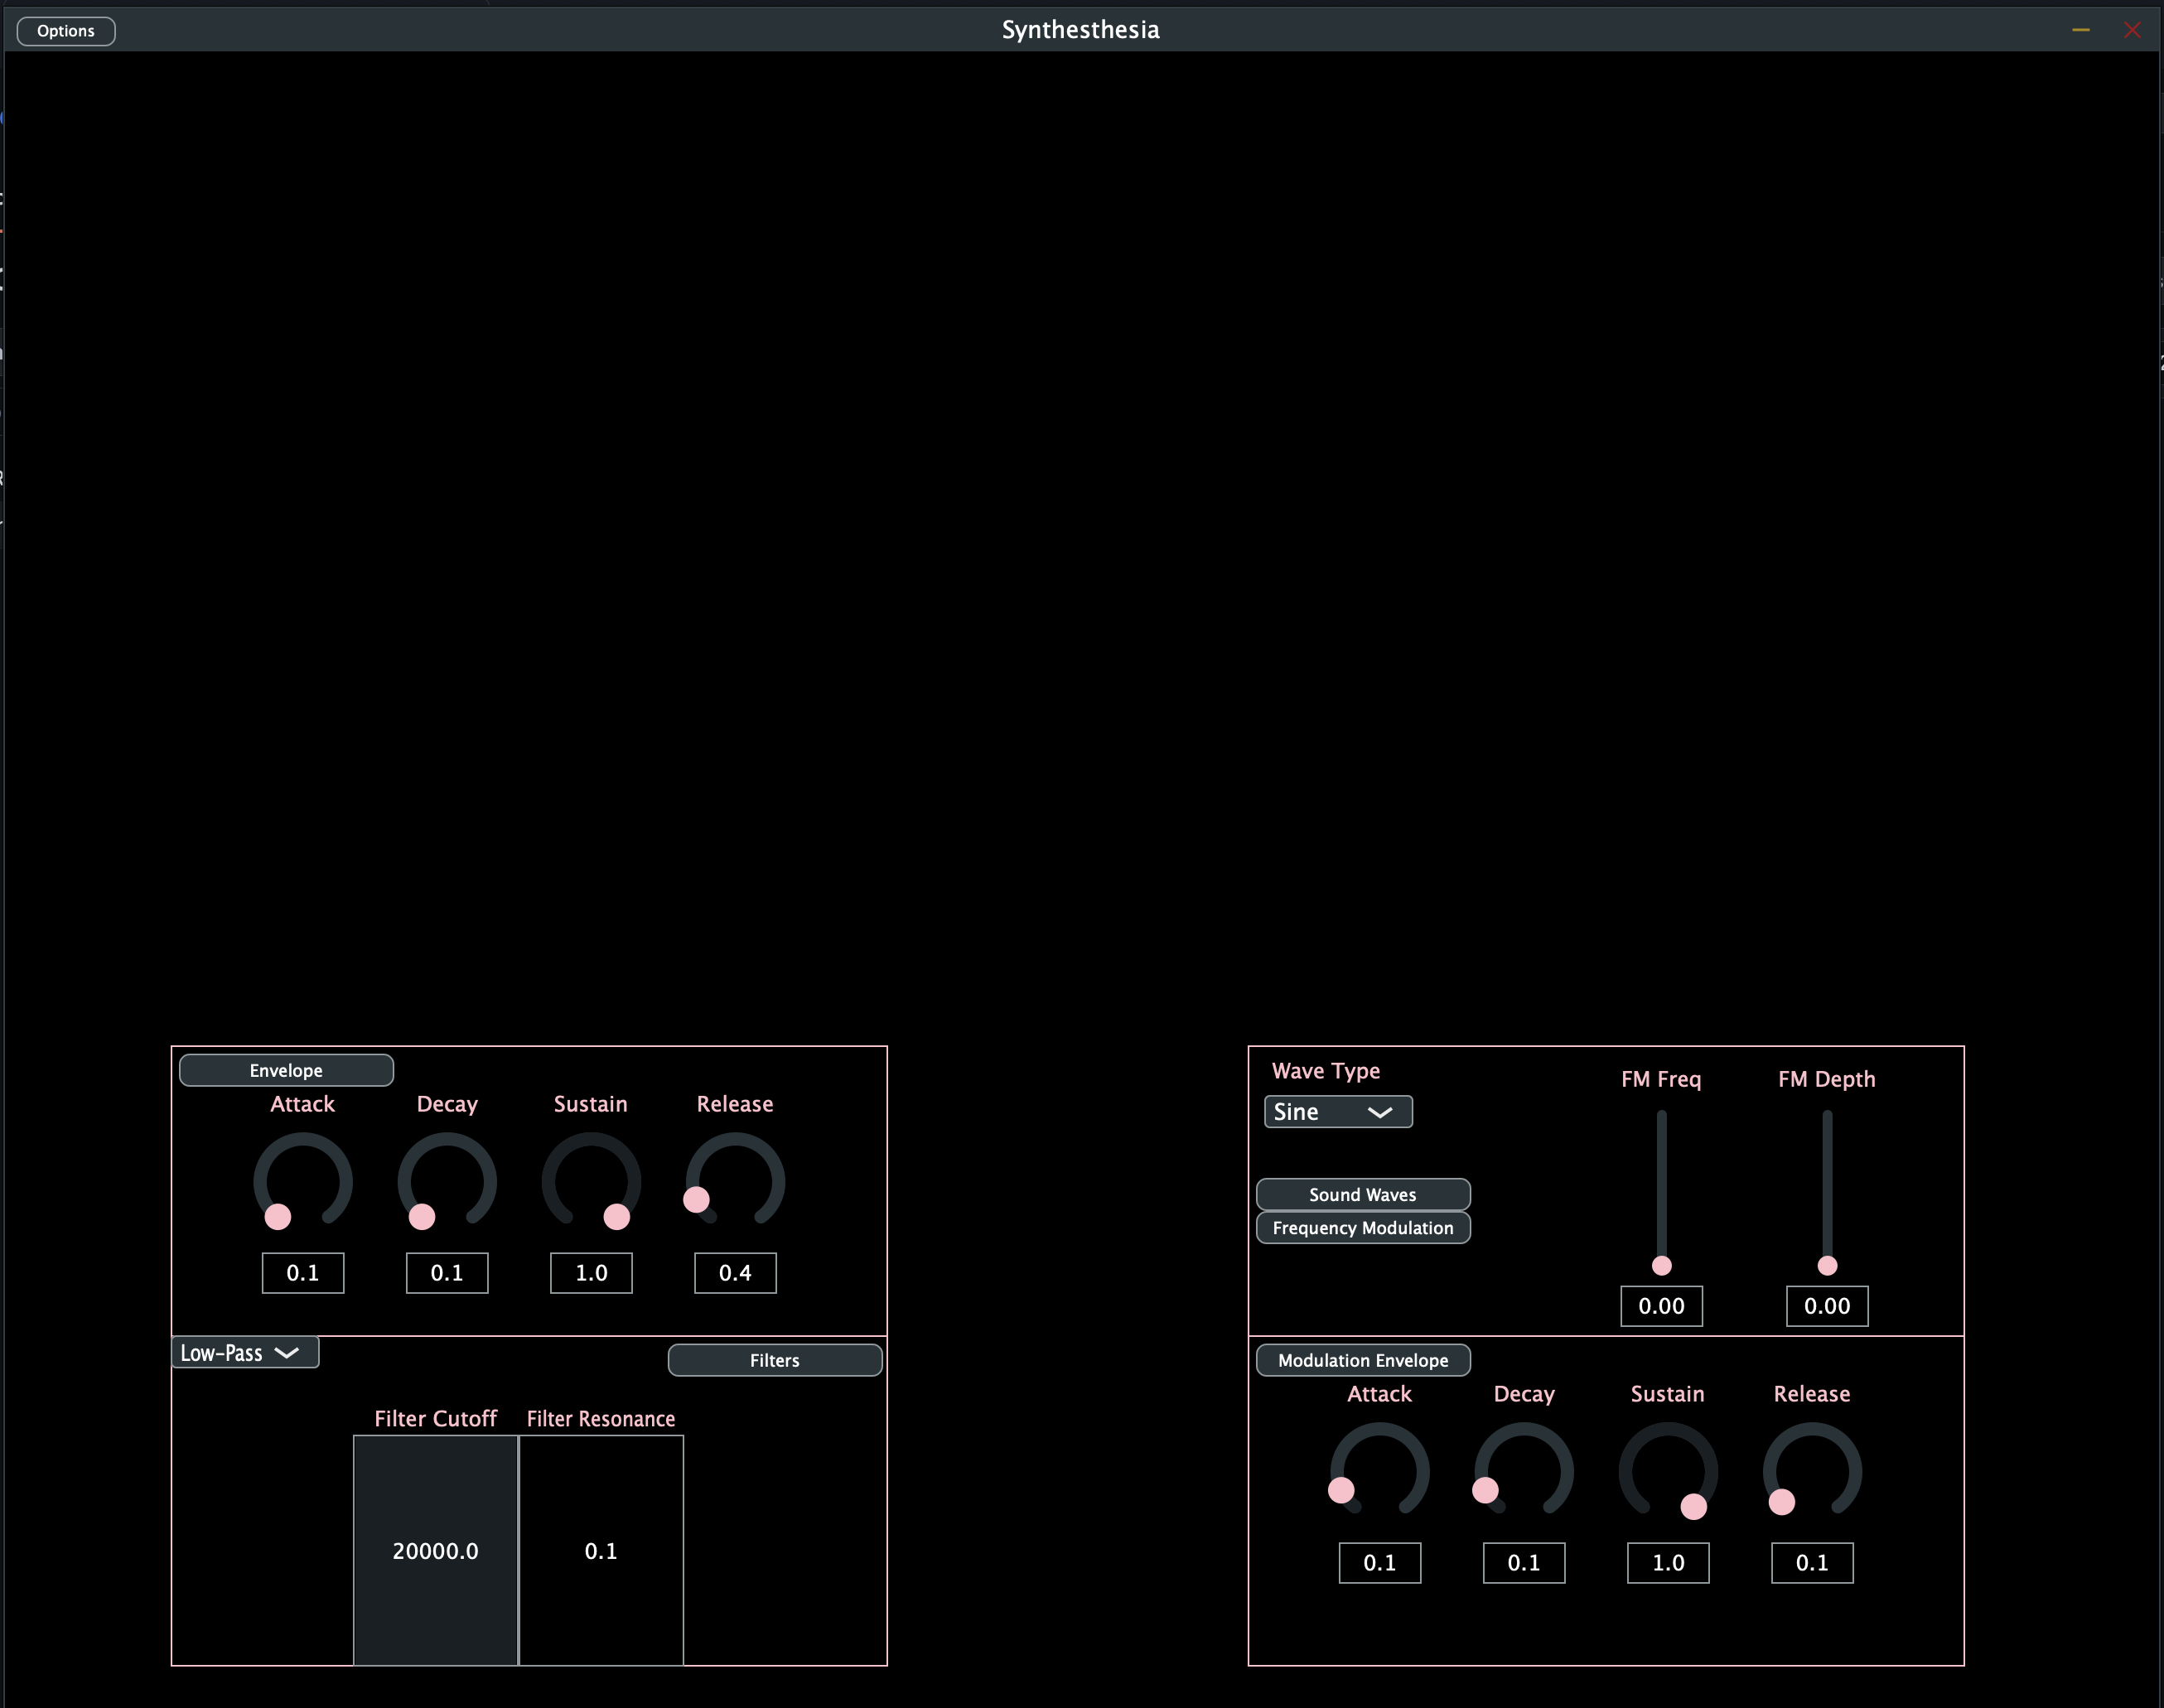 Options
Synthesthesia
Envelope
Attack Decay Sustain Release
0.1 0.1 1.0 0.4
Low-Pass
Filters
Filter Cutoff Filter Resonance
20000.0 0.1
Wave Type
FM Freq FM Depth
Sine
Sound Waves
Frequency Modulation
0.00 0.00
Modulation Envelope
Attack Decay Sustain Release
0.1 0.1 1.0 0.1